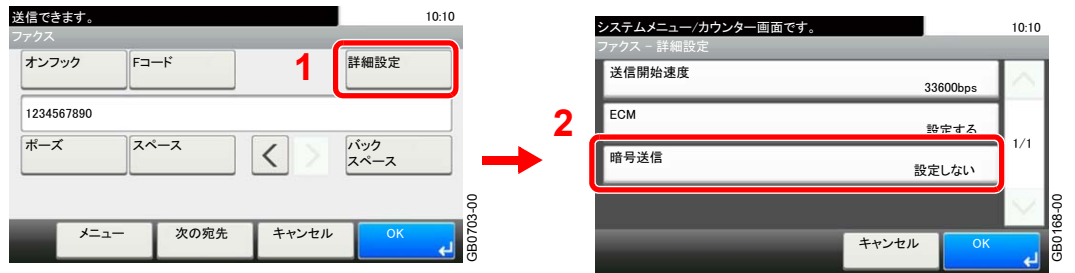 送信できます。
10:10
ファクス
オンフック
Fコード
1
詳細設定
1234567890
ポーズ
スペース
バック
スペース
メニュー
次の宛先
キャンセル
OK
GB0703-00
システムメニュー/カウンター画面です。
10:10
ファクス - 詳細設定
送信開始速度
33600bps
2
ECM
設定する
1/1
暗号送信
設定しない
キャンセル
OK
GB0168-00